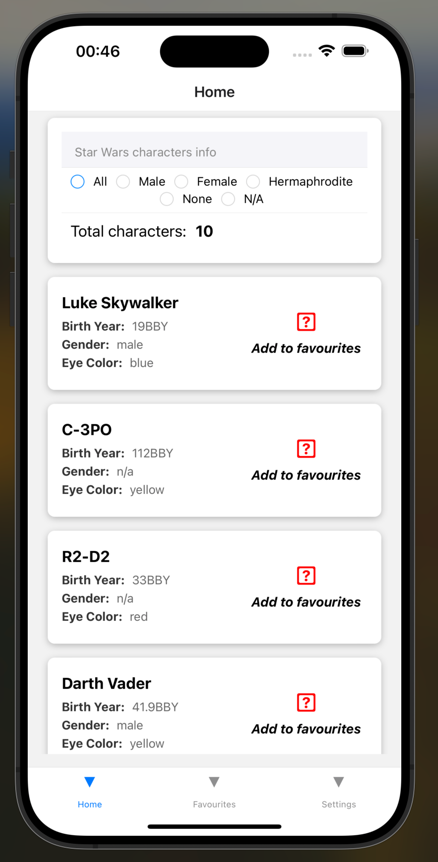 00:46
Home
Star Wars characters info
All Male Female Hermaphrodite
None N/A
Total characters: 10
Luke Skywalker
Birth Year: 19BBY
Gender: male
Eye Color: blue
?
Add to favourites
C-3PO
Birth Year: 112BBY
Gender: n/a
Eye Color: yellow
?
Add to favourites
R2-D2
Birth Year: 33BBY
Gender: n/a
Eye Color: red
?
Add to favourites
Darth Vader
Birth Year: 41.9BBY
Gender: male
Eye Color: yellow
?
Add to favourites
Home Favourites Settings